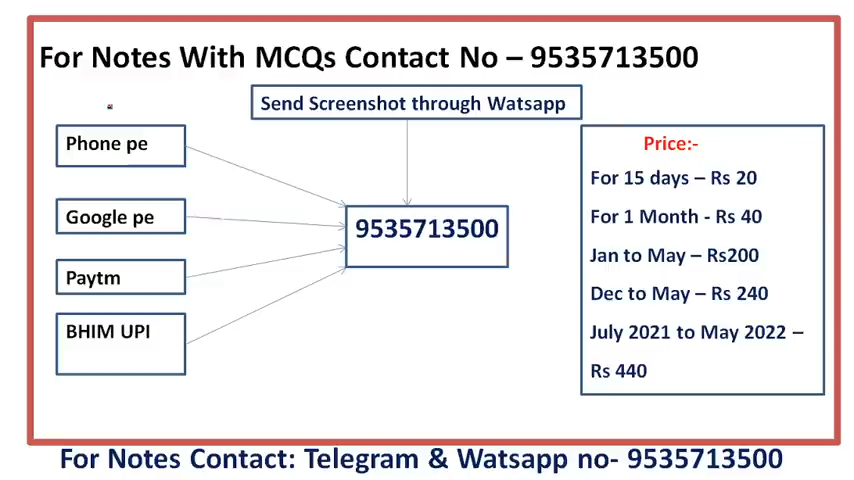 For Notes With MCQs Contact No – 9535713500
Send Screenshot through Watsapp
Phone pe
Google pe
Paytm
BHIM UPI
9535713500
Price:-
For 15 days – Rs 20
For 1 Month - Rs 40
Jan to May – Rs200
Dec to May – Rs 240
July 2021 to May 2022 –
Rs 440
For Notes Contact: Telegram & Watsapp no- 9535713500